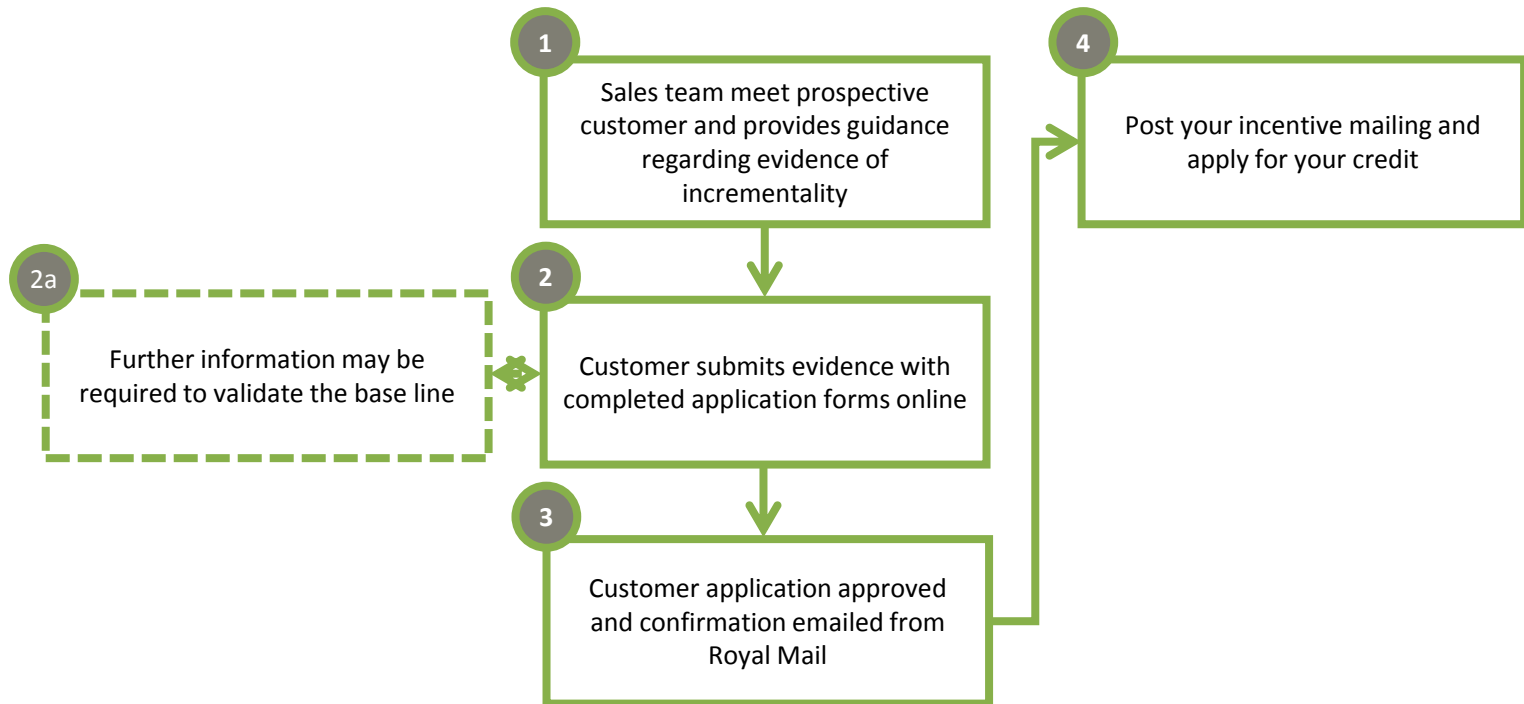 1
Sales team meet prospective
customer and provides guidance
regarding evidence of
incrementality
2
Customer submits evidence with
completed application forms online
2a
Further information may be
required to validate the base line
3
Customer application approved
and confirmation emailed from
Royal Mail
4
Post your incentive mailing and
apply for your credit